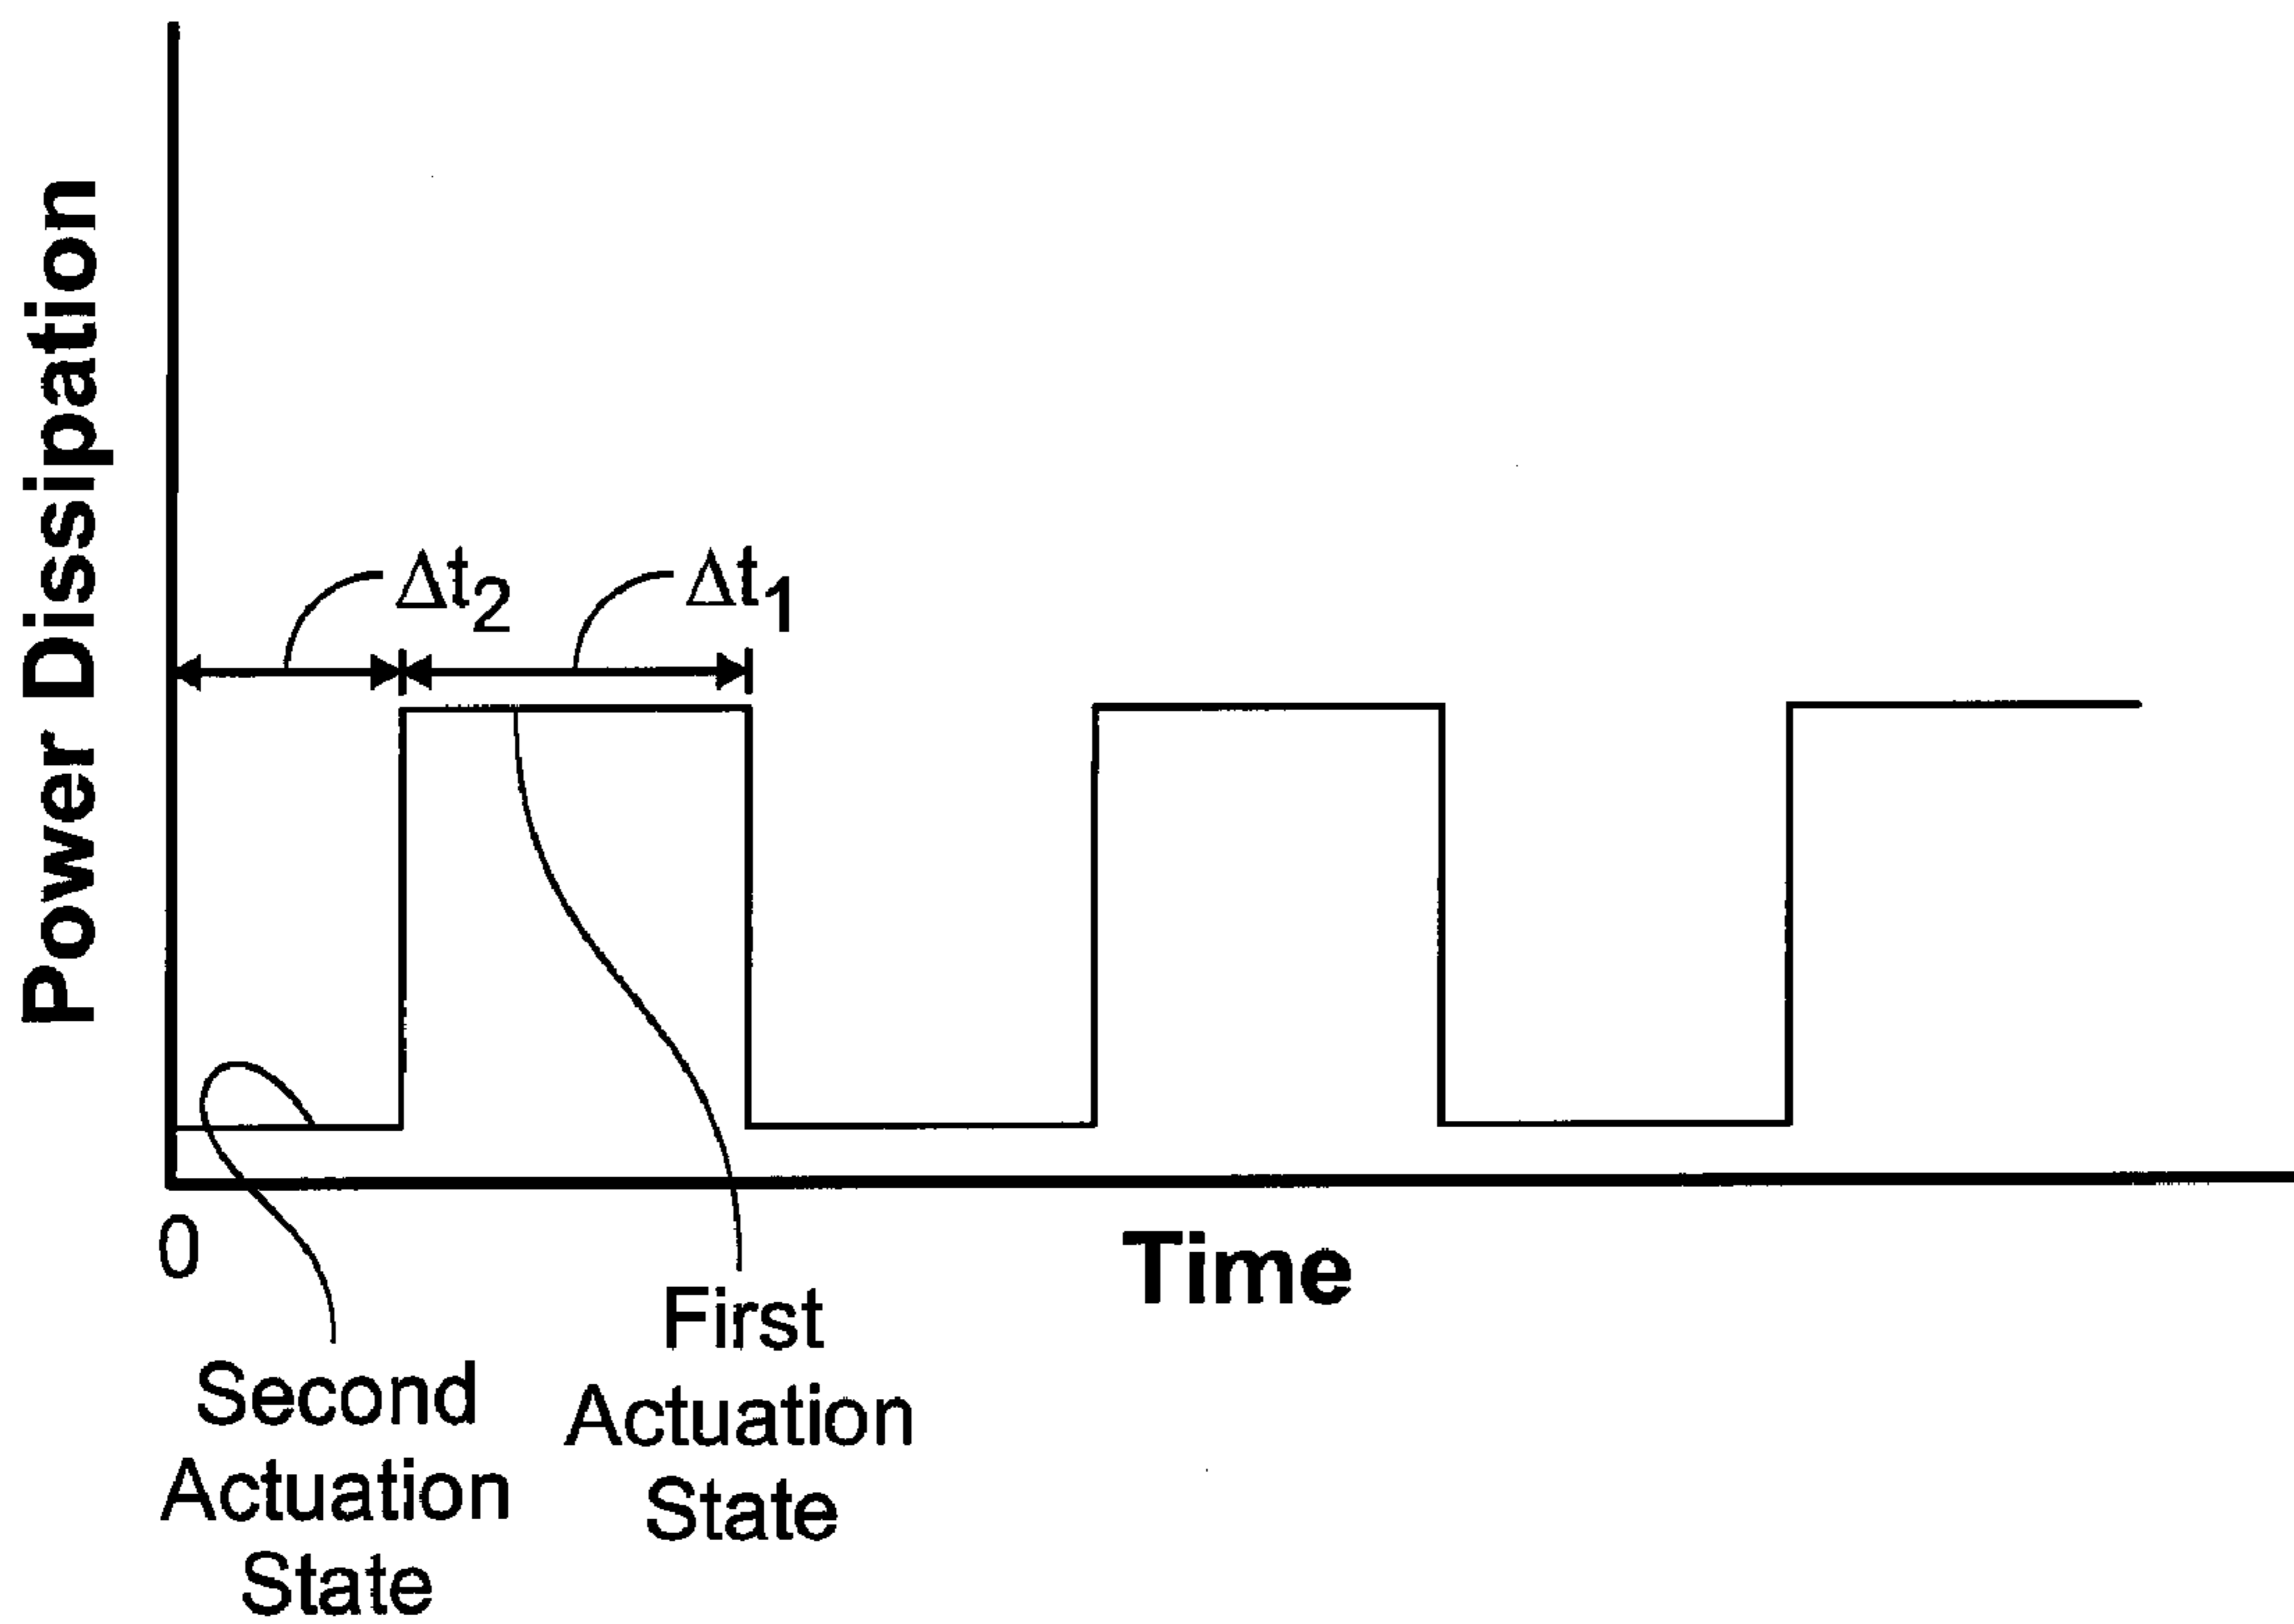 Power Dissipation
Δt2
Δt1
0
Time
First
Actuation
State
Second
Actuation
State